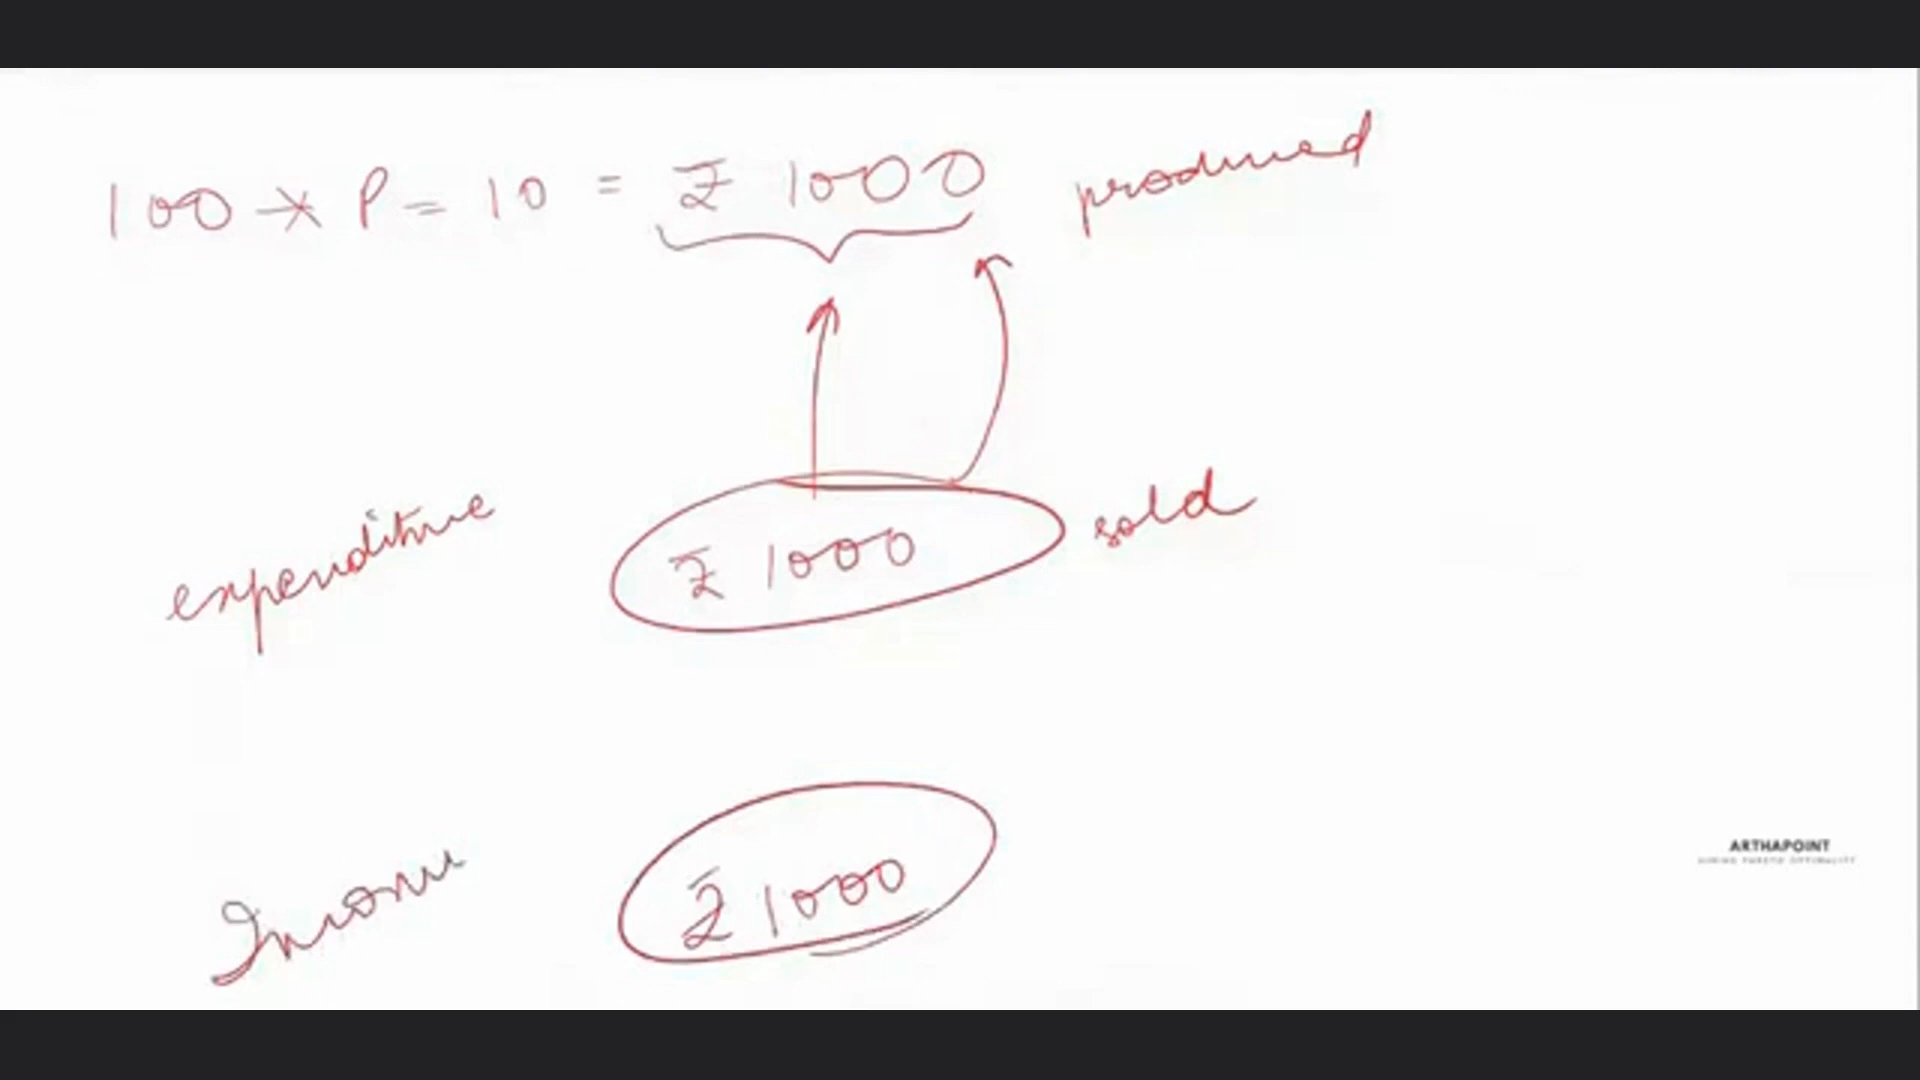 100 * P = 10 = ₹ 1000 produced
expenditure ₹ 1000 sold
Income ₹ 1000
ARTHAPOINT